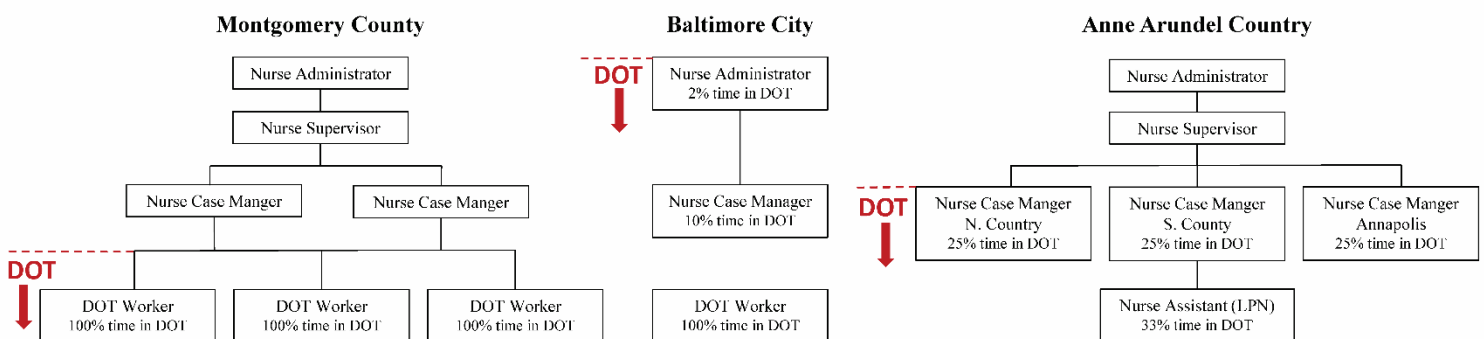 Montgomery County
Nurse Administrator
Nurse Supervisor
Nurse Case Manger
Nurse Case Manger
DOT
DOT Worker
100% time in DOT
DOT Worker
100% time in DOT
DOT Worker
100% time in DOT
Baltimore City
DOT
Nurse Administrator
2% time in DOT
Nurse Case Manager
10% time in DOT
DOT Worker
100% time in DOT
Anne Arundel Country
Nurse Administrator
Nurse Supervisor
DOT
Nurse Case Manger
N. Country
25% time in DOT
Nurse Case Manger
S. County
25% time in DOT
Nurse Case Manger
Annapolis
25% time in DOT
Nurse Assistant (LPN)
33% time in DOT